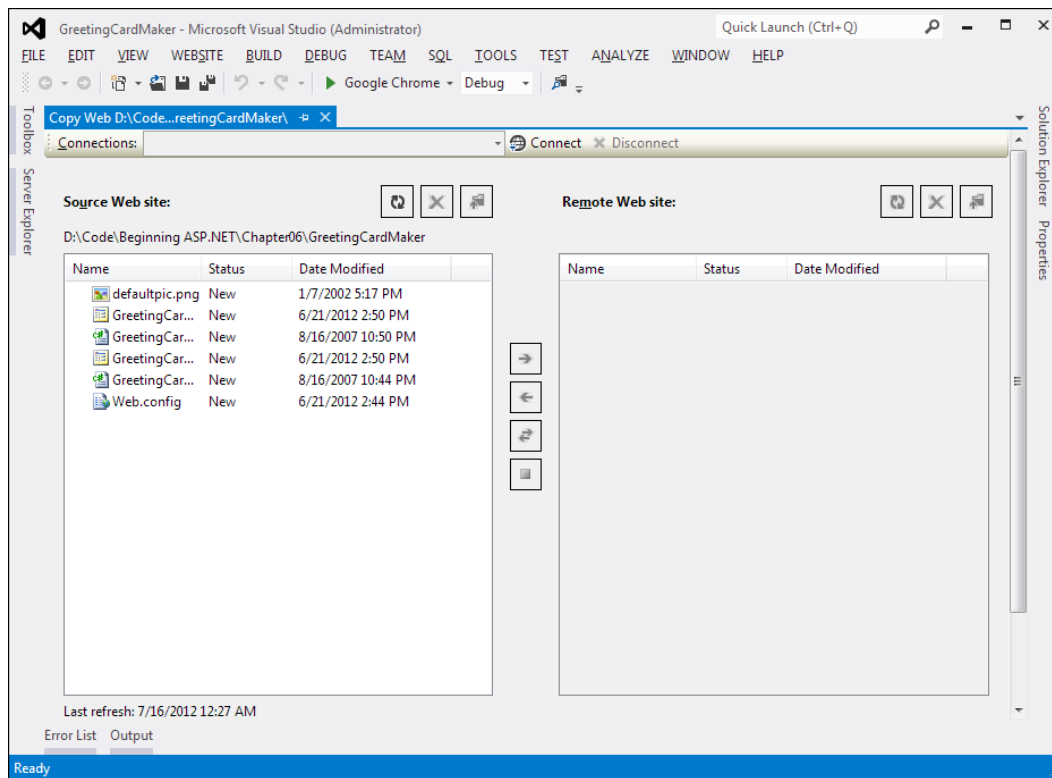 GreetingCardMaker - Microsoft Visual Studio (Administrator)
Quick Launch (Ctrl+Q)
FILE EDIT VIEW WEBSITE BUILD DEBUG TEAM SQL TOOLS TEST ANALYZE WINDOW HELP
Google Chrome Debug
Toolbox
Server Explorer
Copy Web D:\Code...reetingCardMaker\
Connections:
Connect Disconnect
Source Web site:
D:\Code\Beginning ASP.NET\Chapter06\GreetingCardMaker
Name Status Date Modified
defaultpic.png New 1/7/2002 5:17 PM
GreetingCar... New 6/21/2012 2:50 PM
GreetingCar... New 8/16/2007 10:50 PM
GreetingCar... New 6/21/2012 2:50 PM
GreetingCar... New 8/16/2007 10:44 PM
Web.config New 6/21/2012 2:44 PM
Last refresh: 7/16/2012 12:27 AM
Remote Web site:
Name Status Date Modified
Solution Explorer
Properties
Error List Output
Ready